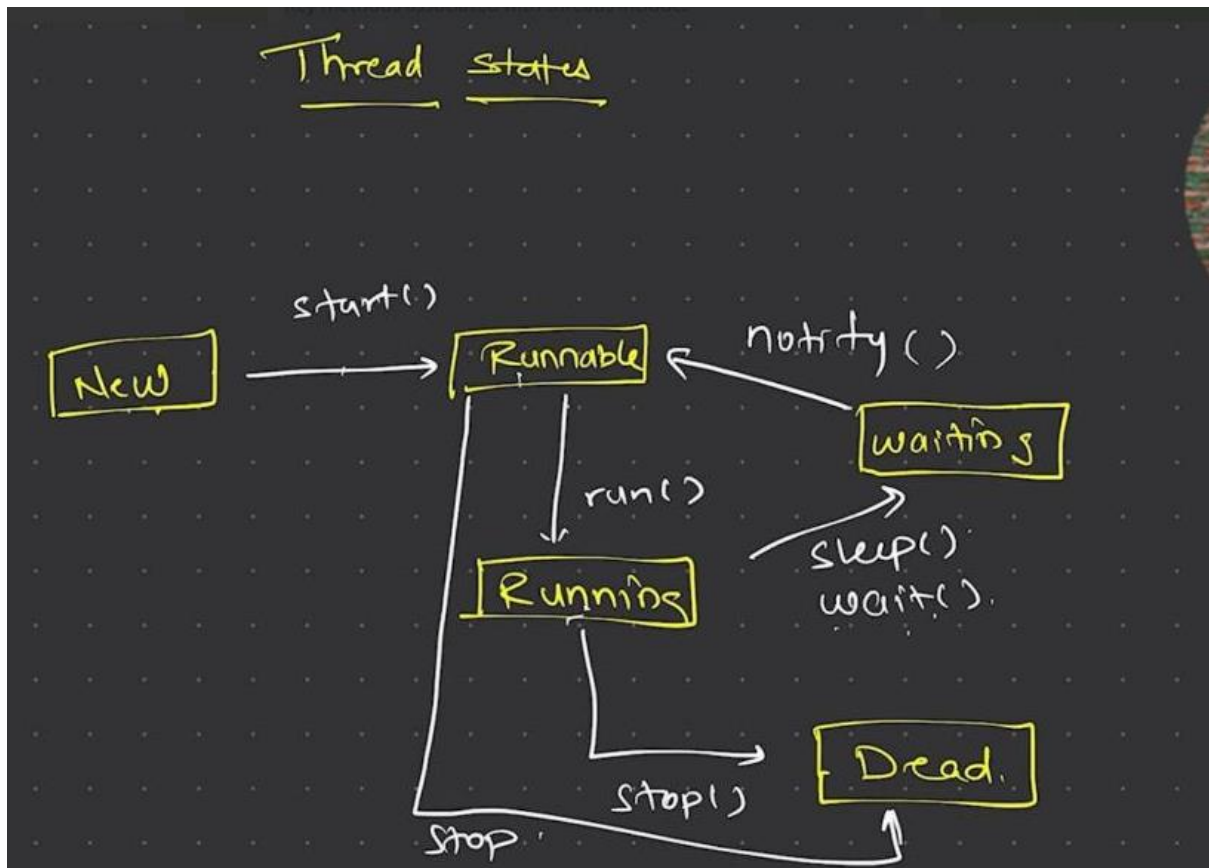 Thread States
start()
New
Runnable
notify()
waiting
run()
Running
sleep()
wait().
Dead.
stop()
stop